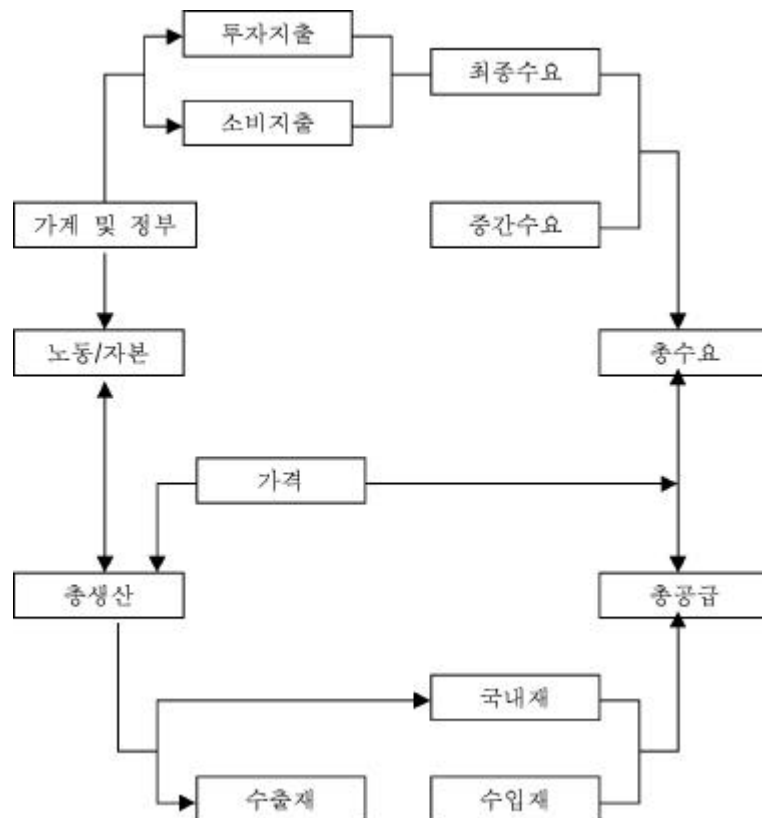 투자지출
최종수요
소비지출
가계 및 정부
중간수요
노동/자본
총수요
가격
총생산
총공급
국내재
수출재
수입재